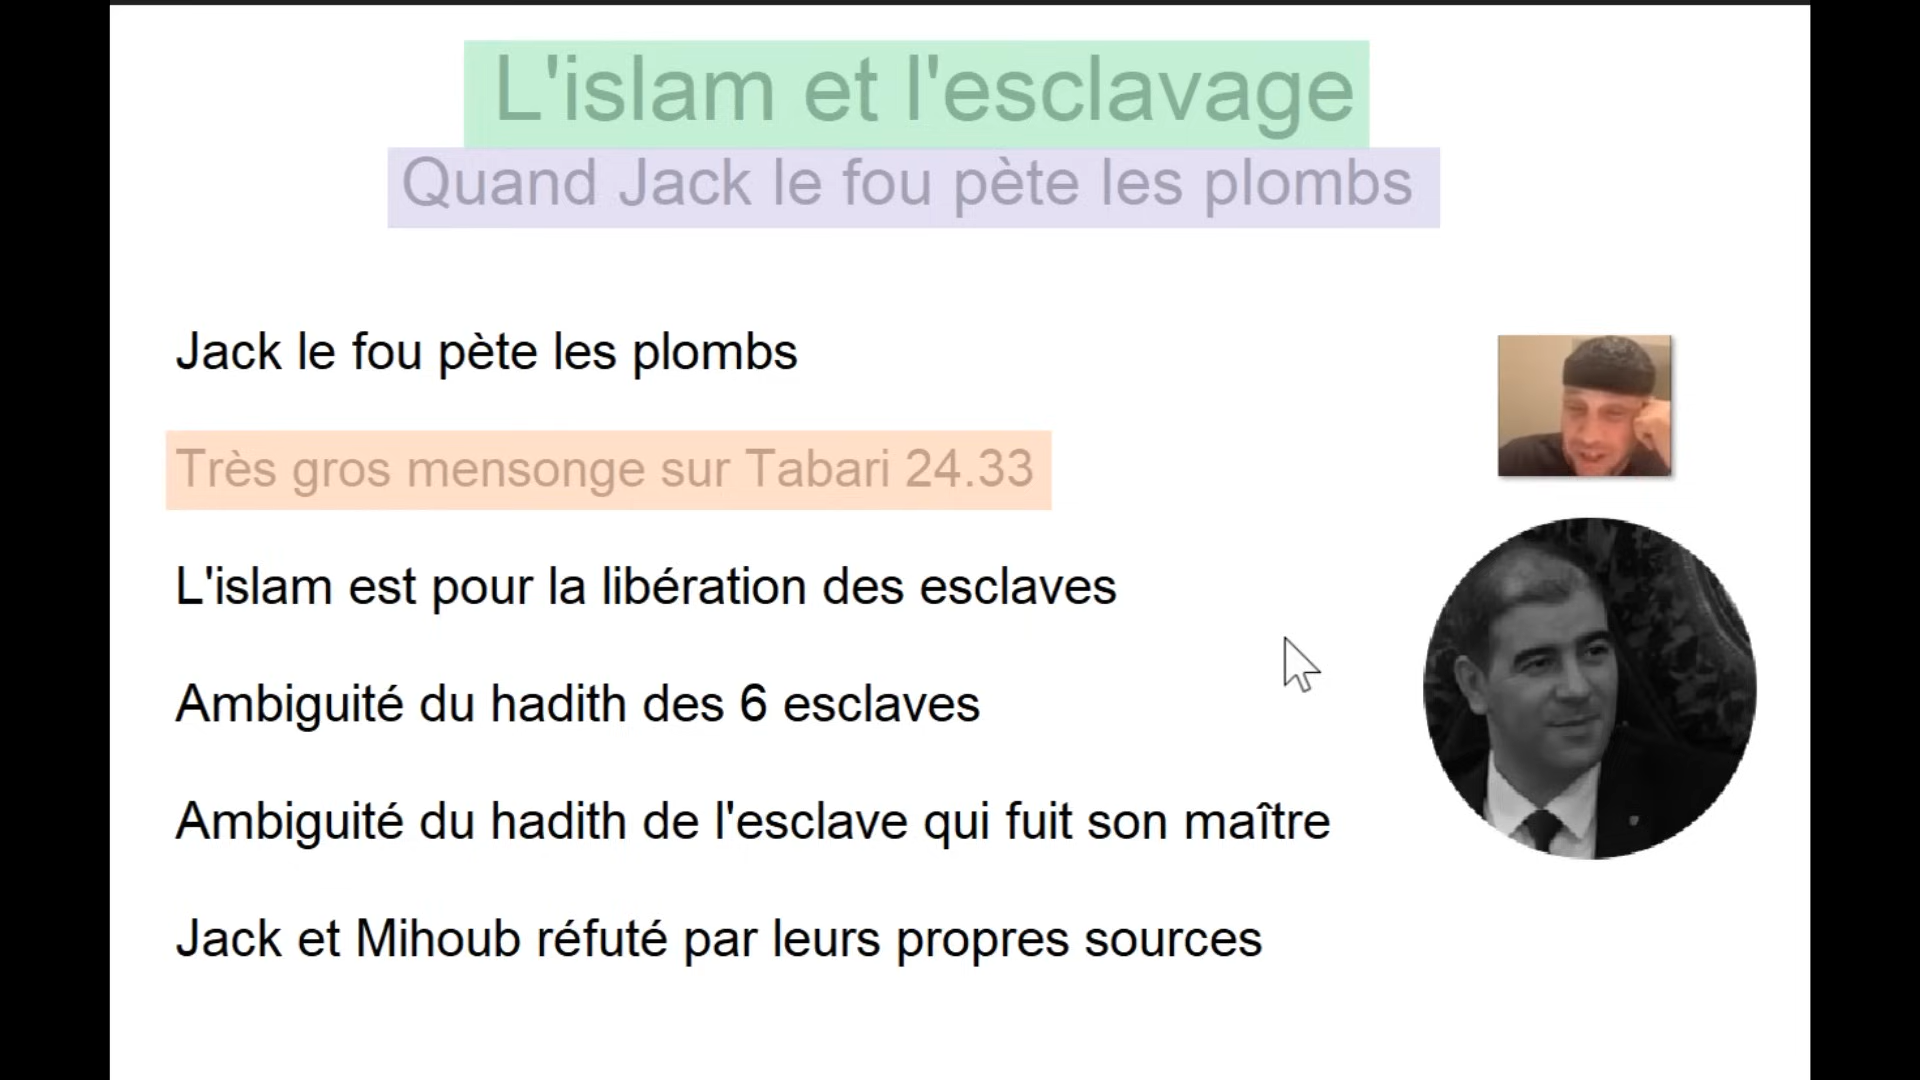 L'islam et l'esclavage
Quand Jack le fou pète les plombs
Jack le fou pète les plombs
Très gros mensonge sur Tabari 24.33
L'islam est pour la libération des esclaves
Ambiguité du hadith des 6 esclaves
Ambiguité du hadith de l'esclave qui fuit son maître
Jack et Mihoub réfuté par leurs propres sources